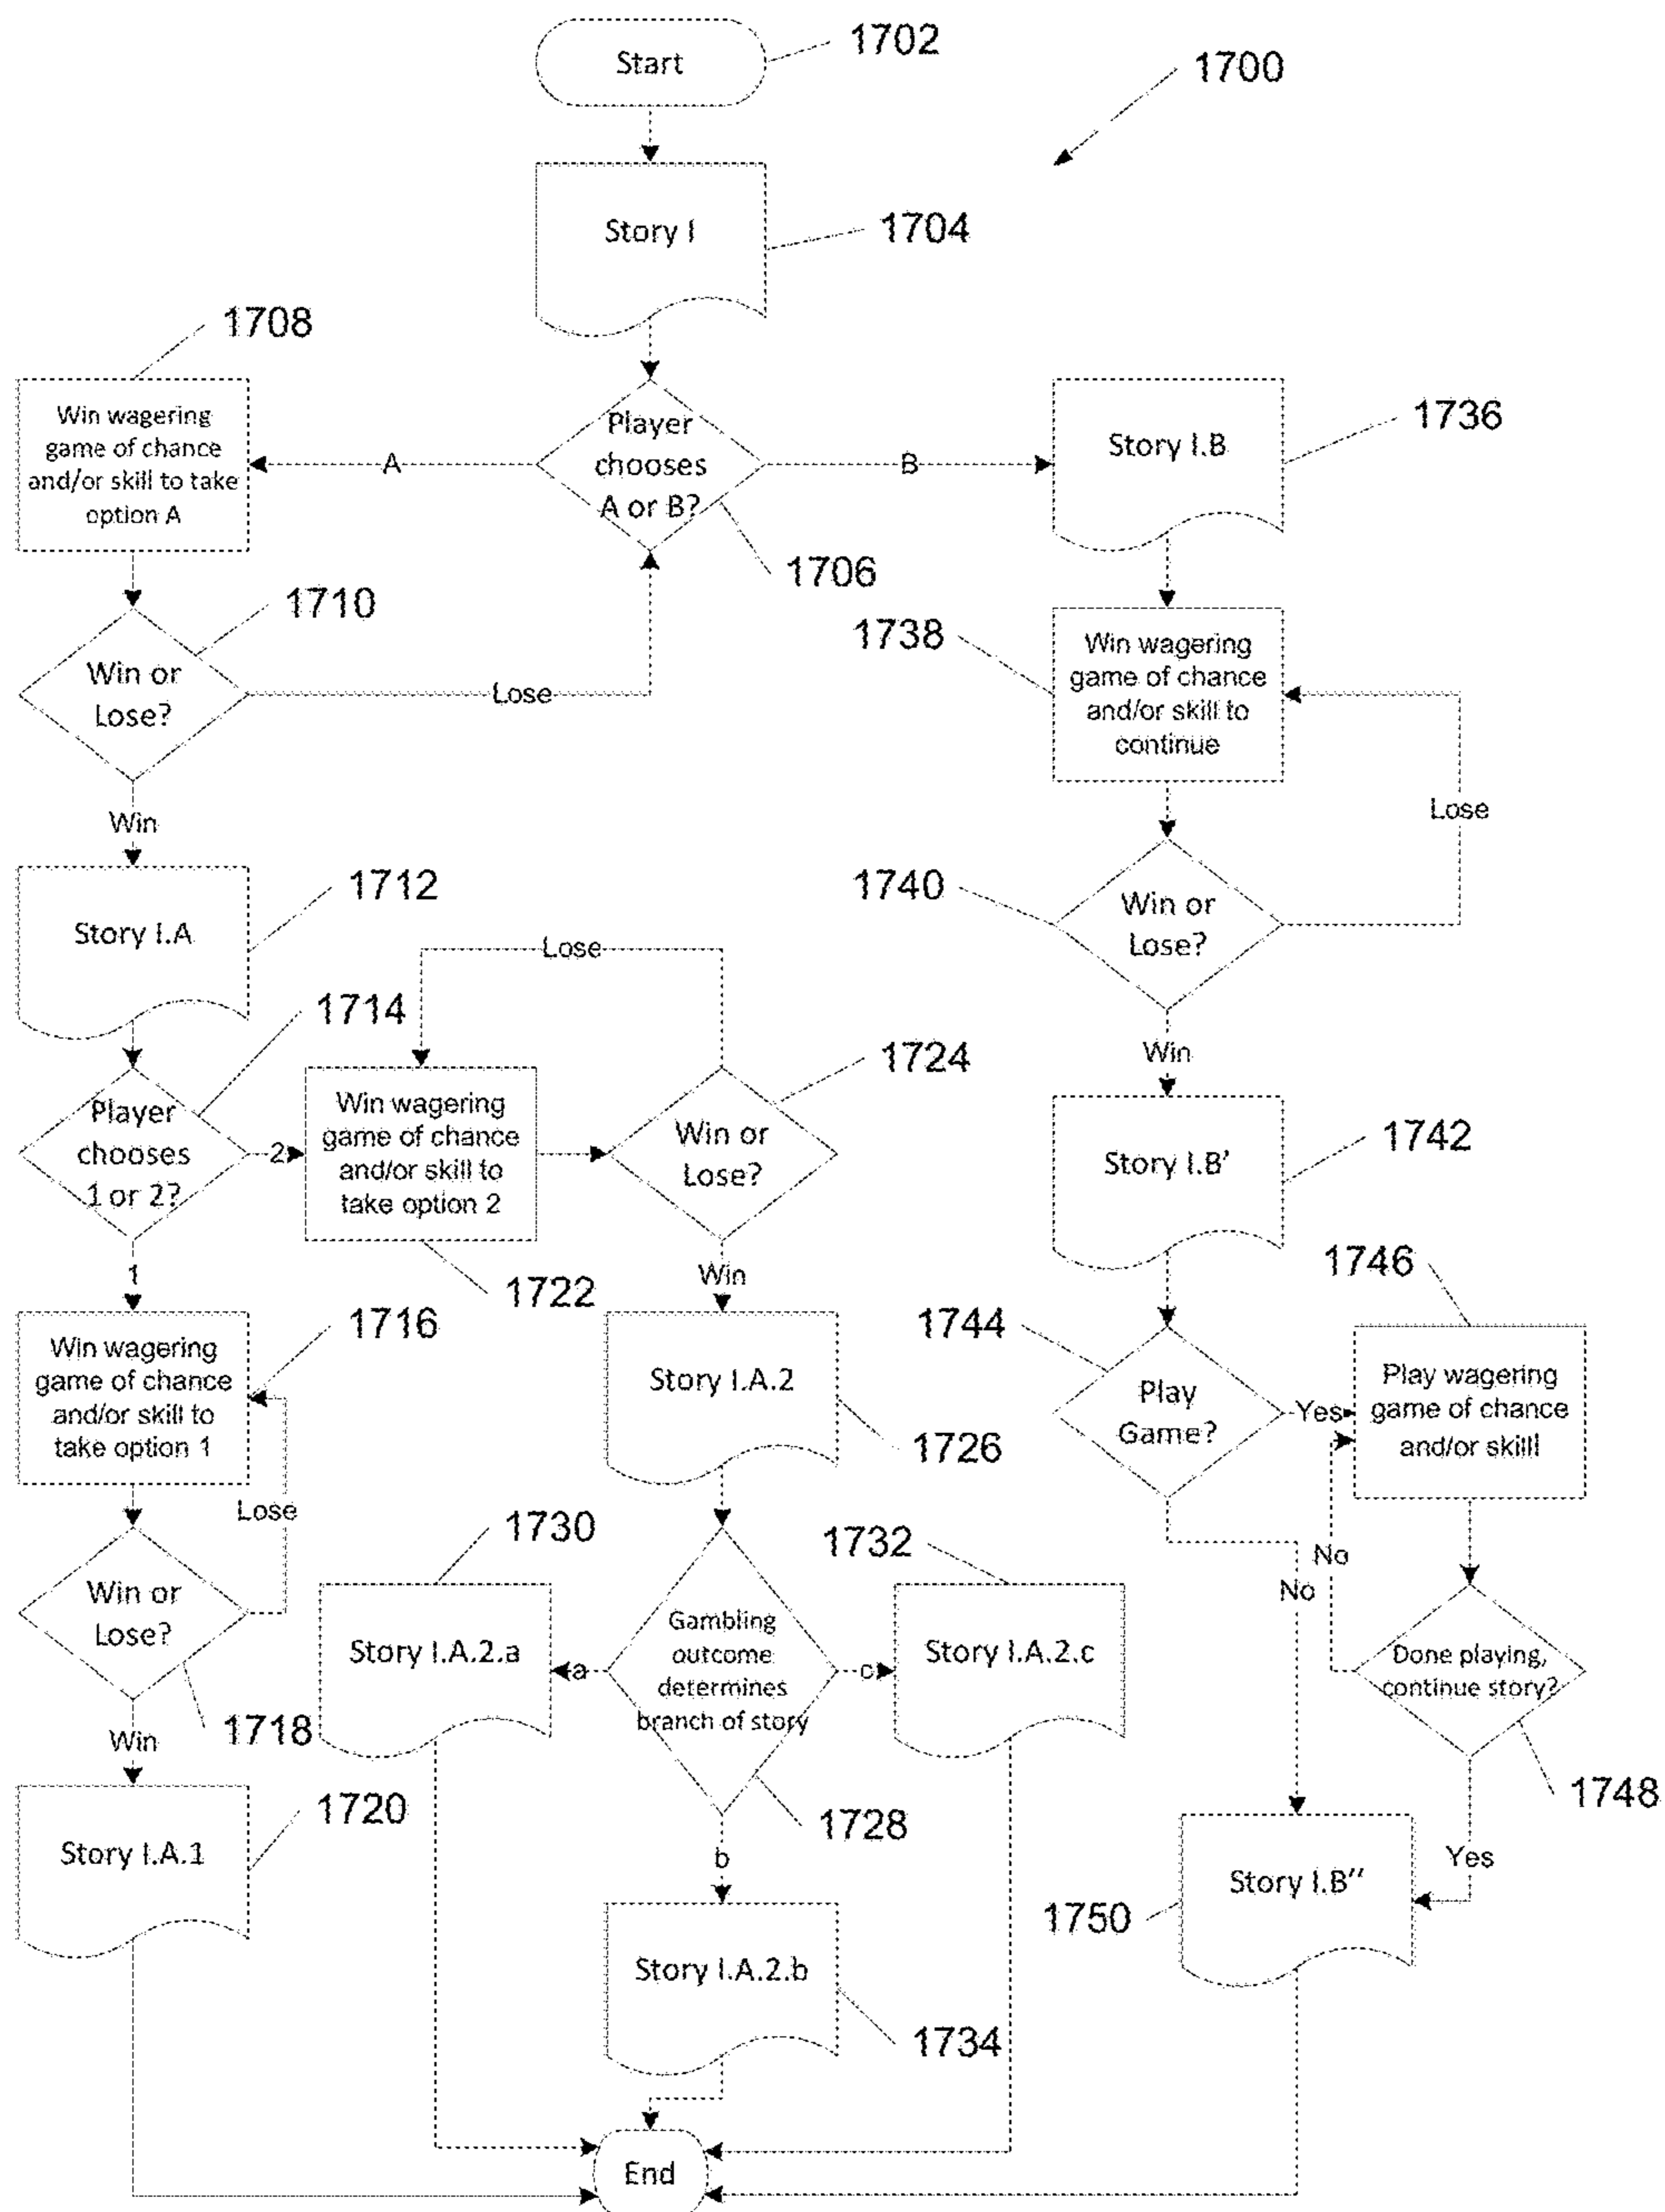 Start
1702
1700
Story I
1704
1708
Win wagering
game of chance
and/or skill to take
option A
A
Player
chooses
A or B?
B
Story I.B
1736
1706
1710
Win or
Lose?
Lose
1738
Win wagering
game of chance
and/or skill to
continue
Lose
Win
Story I.A
1712
1740
Win or
Lose?
Lose
1714
Player
chooses
1 or 2?
2
Win wagering
game of chance
and/or skill to
take option 2
1722
Win or
Lose?
1724
Win
Story I.B'
1742
1
Win
1716
Win wagering
game of chance
and/or skill to
take option 1
Lose
Story I.A.2
1726
1744
Play
Game?
Yes
1746
Play wagering
game of chance
and/or skilll
No
No
Win or
Lose?
1718
1730
Story I.A.2.a
a
Gambling
outcome
determines
branch of story
c
1732
Story I.A.2.c
Done playing,
continue story?
1748
Win
1728
b
Story I.A.1
1720
Yes
Story I.B''
1750
Story I.A.2.b
1734
End